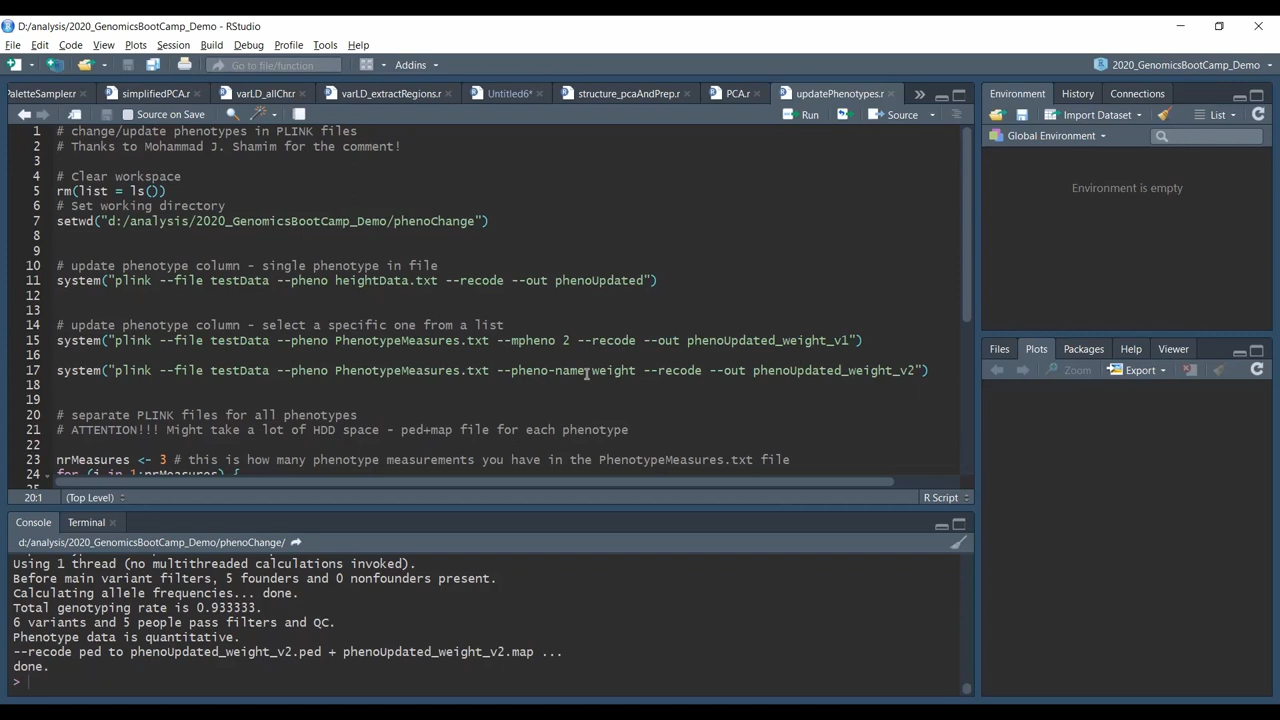 D:/analysis/2020_GenomicsBootCamp_Demo - RStudio
File Edit Code View Plots Session Build Debug Profile Tools Help
Go to file/function Addins 2020_GenomicsBootCamp_Demo
PaletteSampler.r simplifiedPCA.r varLD_allChr.r varLD_extractRegions.r Untitled6* structure_pcaAndPrep.r PCA.r updatePhenotypes.r
Source on Save Run Source
1 # change/update phenotypes in PLINK files
2 # Thanks to Mohammad J. Shamim for the comment!
3
4 # Clear workspace
5 rm(list = ls())
6 # Set working directory
7 setwd("d:/analysis/2020_GenomicsBootCamp_Demo/phenoChange")
8
9
10 # update phenotype column - single phenotype in file
11 system("plink --file testData --pheno heightData.txt --recode --out phenoUpdated")
12
13
14 # update phenotype column - select a specific one from a list
15 system("plink --file testData --pheno PhenotypeMeasures.txt --mpheno 2 --recode --out phenoUpdated_weight_v1")
16
17 system("plink --file testData --pheno PhenotypeMeasures.txt --pheno-name weight --recode --out phenoUpdated_weight_v2")
18
19
20 # separate PLINK files for all phenotypes
21 # ATTENTION!!! Might take a lot of HDD space - ped+map file for each phenotype
22
23 nrMeasures <- 3 # this is how many phenotype measurements you have in the PhenotypeMeasures.txt file
24 for (i in 1:nrMeasures) {
20:1 (Top Level) R Script
Console Terminal
d:/analysis/2020_GenomicsBootCamp_Demo/phenoChange/
Using 1 thread (no multithreaded calculations invoked).
Before main variant filters, 5 founders and 0 nonfounders present.
Calculating allele frequencies... done.
Total genotyping rate is 0.933333.
6 variants and 5 people pass filters and QC.
Phenotype data is quantitative.
--recode ped to phenoUpdated_weight_v2.ped + phenoUpdated_weight_v2.map ...
done.
>
Environment History Connections
Import Dataset List
Global Environment
Environment is empty
Files Plots Packages Help Viewer
Zoom Export